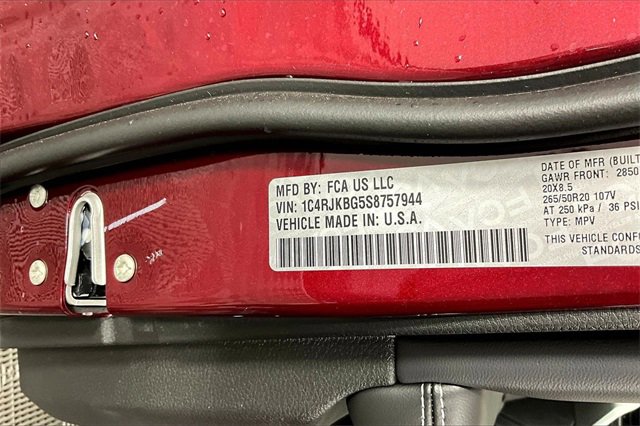 MFD BY: FCA US LLC
VIN: 1C4RJKBG5S8757944
VEHICLE MADE IN U.S.A.
DATE OF MFR (BUILT
GAWR FRONT: 2850
20X8.5
265/50R20 107V
AT 250 kPa / 36 PSI
TYPE: MPV
THIS VEHICLE CONFO
STANDARDS